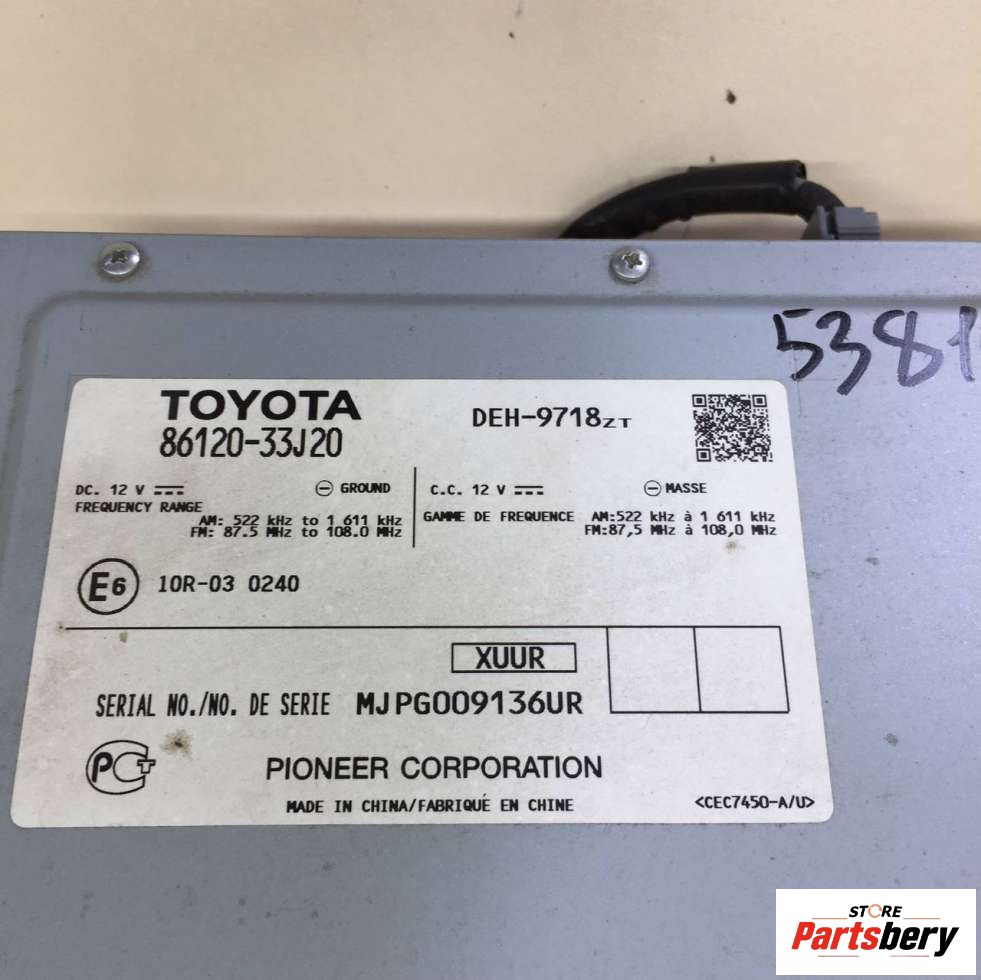 5381
TOYOTA
86120-33J20
DEH-9718ZT
DC. 12 V
GROUND
FREQUENCY RANGE
AM: 522 kHz to 1 611 kHz
FM: 87.5 MHz to 108.0 MHz
C.C. 12 V
MASSE
GAMME DE FREQUENCE AM:522 kHz à 1 611 kHz
FM:87,5 MHz à 108,0 MHz
E6 10R-03 0240
XUUR
SERIAL NO./NO. DE SERIE MJPG009136UR
РСТ
PIONEER CORPORATION
MADE IN CHINA/FABRIQUÉ EN CHINE
<CEC7450-A/U>
STORE
Partsbery